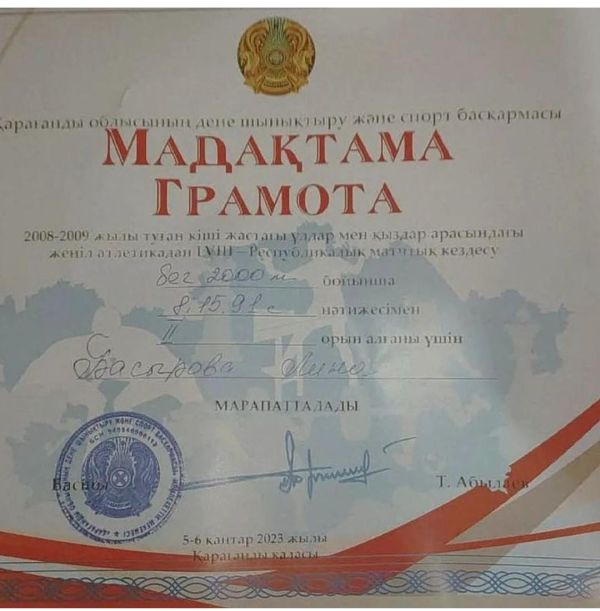 Қарағанды облысының дене шынықтыру және спорт басқармасы
МАДАҚТАМА
ГРАМОТА
2008-2009 жылы туған кіші жастағы ұлдар мен қыздар арасындағы
жеңіл атлетикадан LVIII – Республикалық матчтық кездесу
бег 2000 м бойынша
8,15.91 с нәтижесімен
II орын алғаны үшін
Басырова Лина
МАРАПАТТАЛАДЫ
Басшы Т. Абылаев
5-6 қаңтар 2023 жылы
Қарағанды қаласы